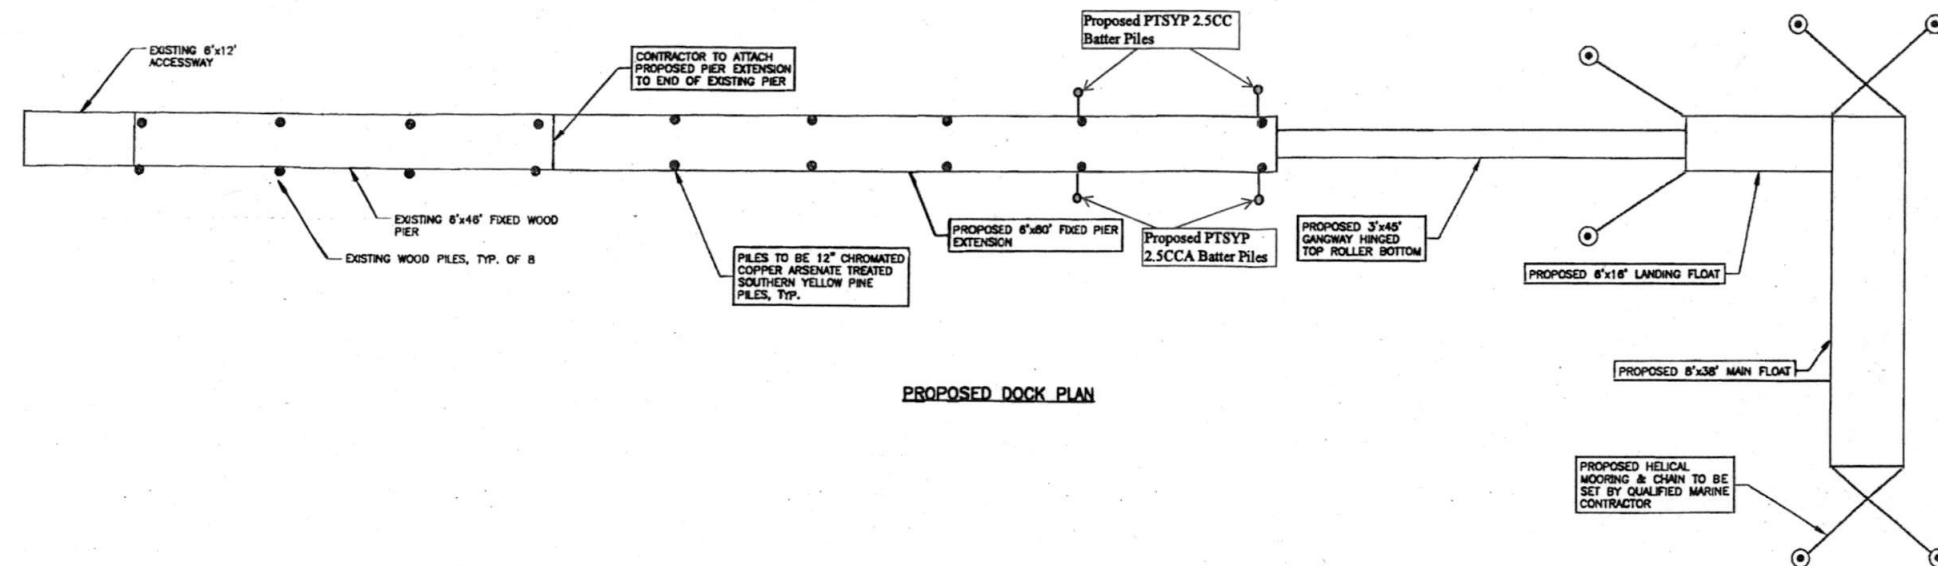 EXISTING 6'x12'
ACCESSWAY
CONTRACTOR TO ATTACH
PROPOSED PIER EXTENSION
TO END OF EXISTING PIER
Proposed PTSYP 2.5CC
Batter Piles
EXISTING 6'x46' FIXED WOOD
PIER
EXISTING WOOD PILES, TYP. OF 8
PILES TO BE 12" CHROMATED
COPPER ARSENATE TREATED
SOUTHERN YELLOW PINE
PILES, TYP.
PROPOSED 6'x80' FIXED PIER
EXTENSION
Proposed PTSYP
2.5CCA Batter Piles
PROPOSED 3'x45'
GANGWAY HINGED
TOP ROLLER BOTTOM
PROPOSED 6'x16' LANDING FLOAT
PROPOSED 8'x38' MAIN FLOAT
PROPOSED DOCK PLAN
PROPOSED HELICAL
MOORING & CHAIN TO BE
SET BY QUALIFIED MARINE
CONTRACTOR